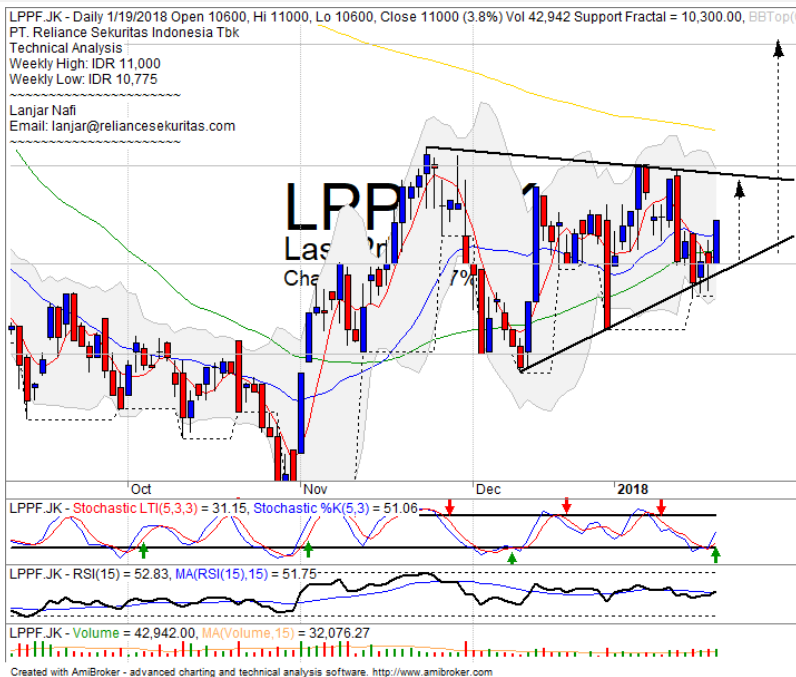 LPPF.JK - Daily 1/19/2018 Open 10600, Hi 11000, Lo 10600, Close 11000 (3.8%) Vol 42,942 Support Fractal = 10,300.00, BBTop(
PT. Reliance Sekuritas Indonesia Tbk
Technical Analysis
Weekly High: IDR 11,000
Weekly Low: IDR 10,775
~~~~~~~~~~~~~~~~~~~~~~
Lanjar Nafi
Email: lanjar@reliancesekuritas.com
~~~~~~~~~~~~~~~~~~~~~~
Oct Nov Dec 2018
LPPF.JK - Stochastic LTI(5,3,3) = 31.15, Stochastic %K(5,3) = 51.06
LPPF.JK - RSI(15) = 52.83, MA(RSI(15),15) = 51.75
LPPF.JK - Volume = 42,942.00, MA(Volume,15) = 32,076.27
Created with AmiBroker - advanced charting and technical analysis software. http://www.amibroker.com